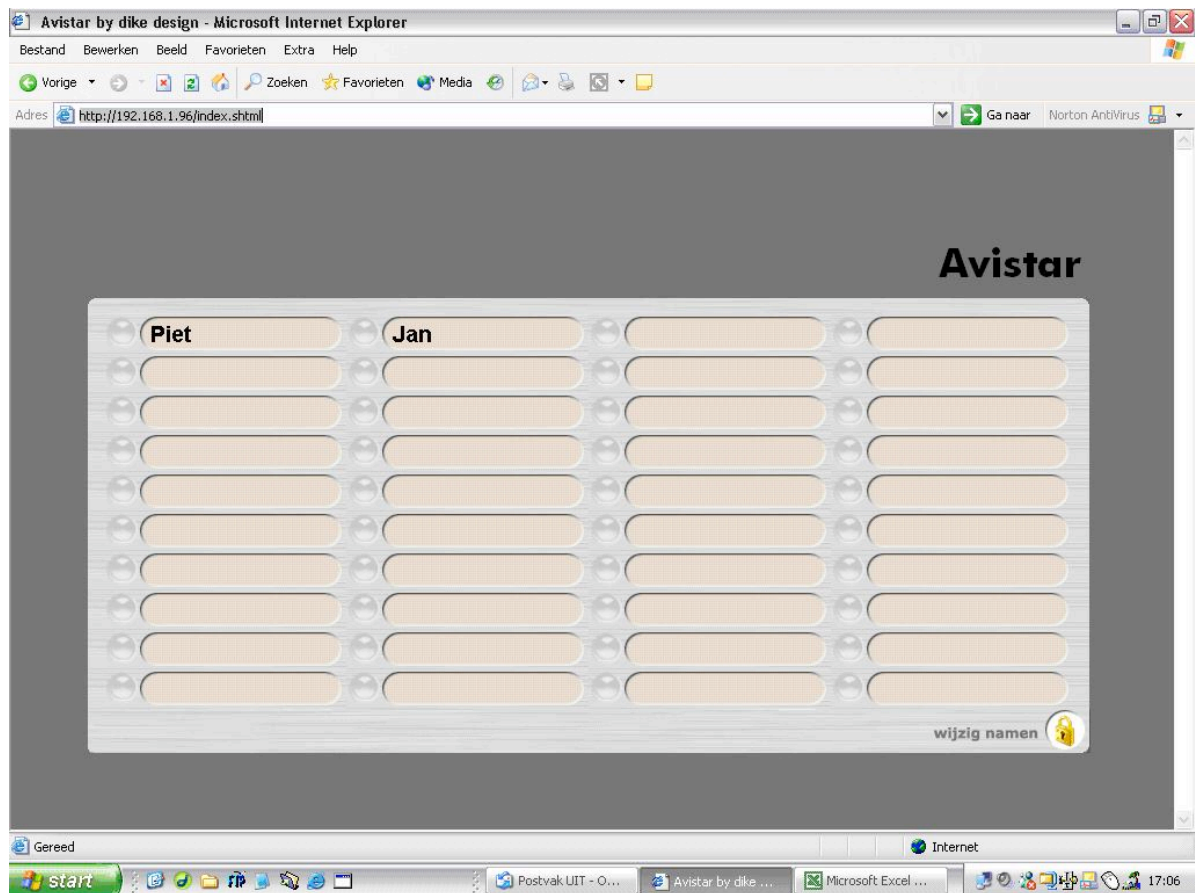 Avistar by dike design - Microsoft Internet Explorer
Bestand Bewerken Beeld Favorieten Extra Help
Vorige Zoeken Favorieten Media
Adres http://192.168.1.96/index.shtml Ga naar Norton AntiVirus
Avistar
Piet Jan
wijzig namen
Gereed Internet
start Postvak UIT - O... Avistar by dike ... Microsoft Excel ... 17:06